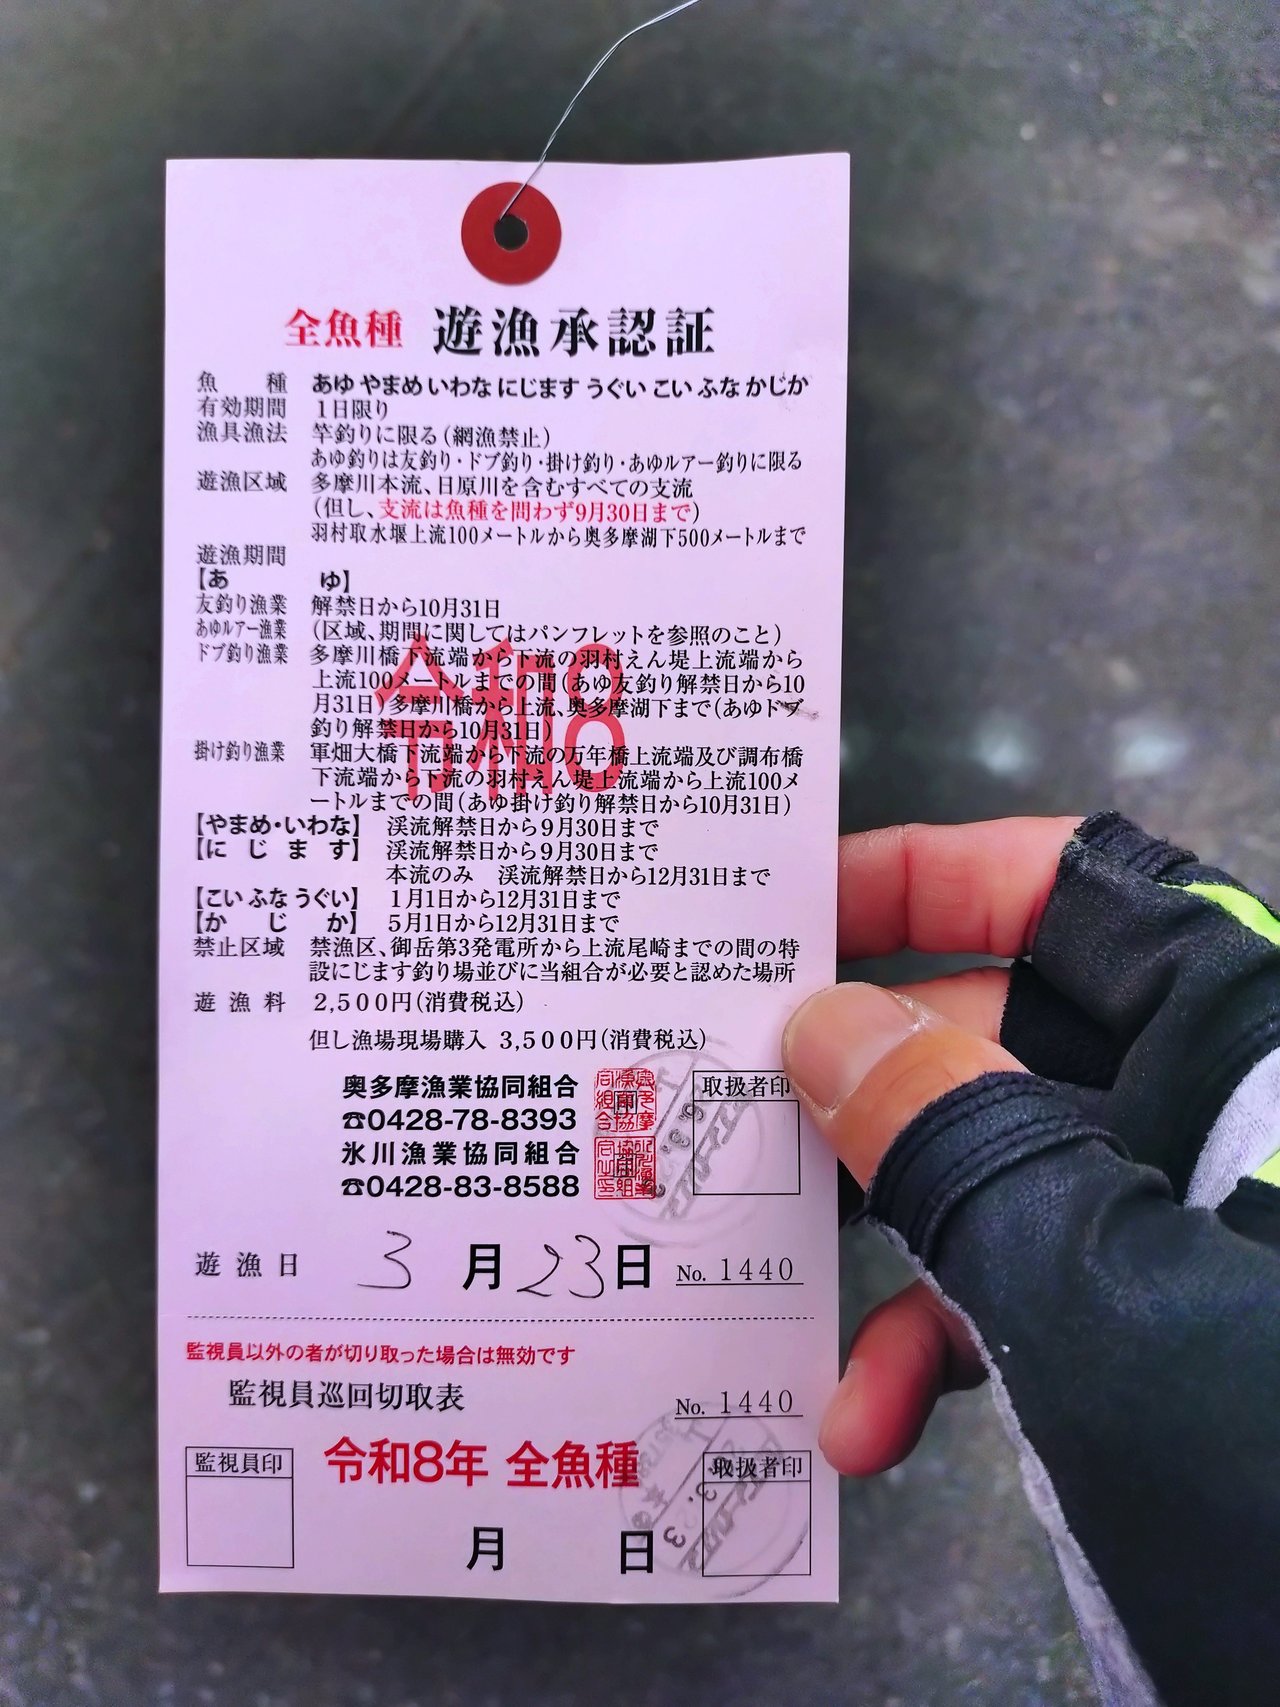 全魚種 遊漁承認証
魚種 あゆ やまめ いわな にじます うぐい こい ふな かじか
有効期間 1日限り
漁具漁法 竿釣りに限る(網漁禁止)
あゆ釣りは友釣り・ドブ釣り・掛け釣り・あゆルアー釣りに限る
遊漁区域 多摩川本流、日原川を含むすべての支流
(但し、支流は魚種を問わず9月30日まで)
羽村取水堰上流100メートルから奥多摩湖下500メートルまで
遊漁期間
【あゆ】
友釣り漁業 解禁日から10月31日
あゆルアー漁業 (区域、期間に関してはパンフレットを参照のこと)
ドブ釣り漁業 多摩川橋下流端から下流の羽村えん堤上流端から
上流100メートルまでの間(あゆ友釣り解禁日から10
月31日)多摩川橋から上流、奥多摩湖下まで(あゆドブ
釣り解禁日から10月31日)
令和8
掛け釣り漁業 軍畑大橋下流端から下流の万年橋上流端及び調布橋
下流端から下流の羽村えん堤上流端から上流100メ
ートルまでの間(あゆ掛け釣り解禁日から10月31日)
【やまめ・いわな】 渓流解禁日から9月30日まで
【にじます】 渓流解禁日から9月30日まで
本流のみ 渓流解禁日から12月31日まで
【こい ふな うぐい】 1月1日から12月31日まで
【かじか】 5月1日から12月31日まで
禁止区域 禁漁区、御岳第3発電所から上流尾崎までの間の特
設にじます釣り場並びに当組合が必要と認めた場所
遊漁料 2,500円(消費税込)
但し漁場現場購入 3,500円(消費税込)
奥多摩漁業協同組合
☎0428-78-8393
氷川漁業協同組合
☎0428-83-8588
取扱者印
遊漁日 3月23日 No. 1440
監視員以外の者が切り取った場合は無効です
監視員巡回切取表 No. 1440
監視員印 令和8年 全魚種 取扱者印
月 日